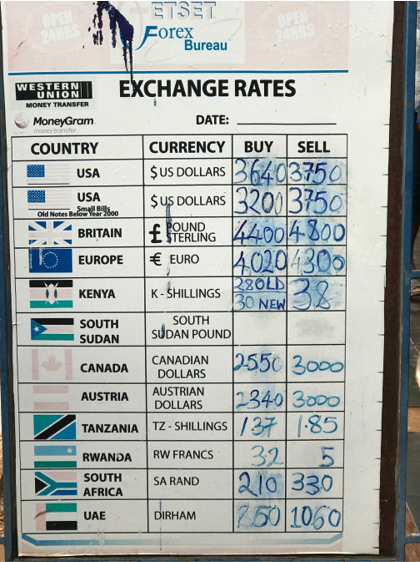 OPEN 24HRS
ETSET
OPEN 24HRS
Forex
Bureau
WESTERN UNION
MONEY TRANSFER
EXCHANGE RATES
MoneyGram
money transfer
DATE:
COUNTRY CURRENCY BUY SELL
USA $ US DOLLARS 3640 3750
USA Small Bills Old Notes Below Year 2000 $ US DOLLARS 3200 3750
BRITAIN £ POUND STERLING 4400 4800
EUROPE € EURO 4020 4300
KENYA K - SHILLINGS 28 OLD 30 NEW 38
SOUTH SUDAN SOUTH SUDAN POUND
CANADA CANADIAN DOLLARS 2550 3000
AUSTRIA AUSTRIAN DOLLARS 2340 3000
TANZANIA TZ - SHILLINGS 1.37 1.85
RWANDA RW FRANCS 32 5
SOUTH AFRICA SA RAND 210 330
UAE DIRHAM 850 1060